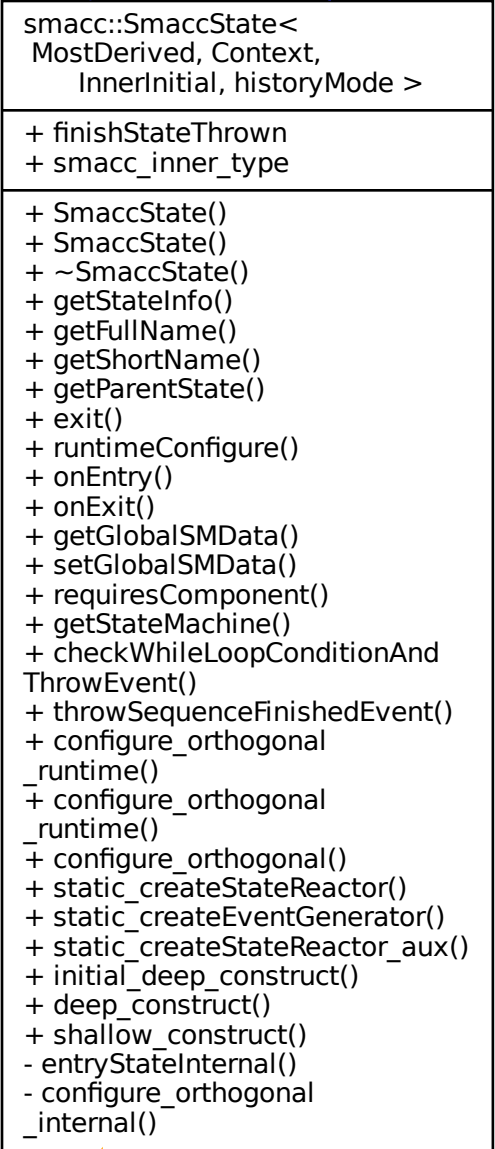 smacc::SmaccState<
MostDerived, Context,
InnerInitial, historyMode >
+ finishStateThrown
+ smacc_inner_type
+ SmaccState()
+ SmaccState()
+ ~SmaccState()
+ getStateInfo()
+ getFullName()
+ getShortName()
+ getParentState()
+ exit()
+ runtimeConfigure()
+ onEntry()
+ onExit()
+ getGlobalSMData()
+ setGlobalSMData()
+ requiresComponent()
+ getStateMachine()
+ checkWhileLoopConditionAnd
ThrowEvent()
+ throwSequenceFinishedEvent()
+ configure_orthogonal
_runtime()
+ configure_orthogonal
_runtime()
+ configure_orthogonal()
+ static_createStateReactor()
+ static_createEventGenerator()
+ static_createStateReactor_aux()
+ initial_deep_construct()
+ deep_construct()
+ shallow_construct()
- entryStateInternal()
- configure_orthogonal
_internal()